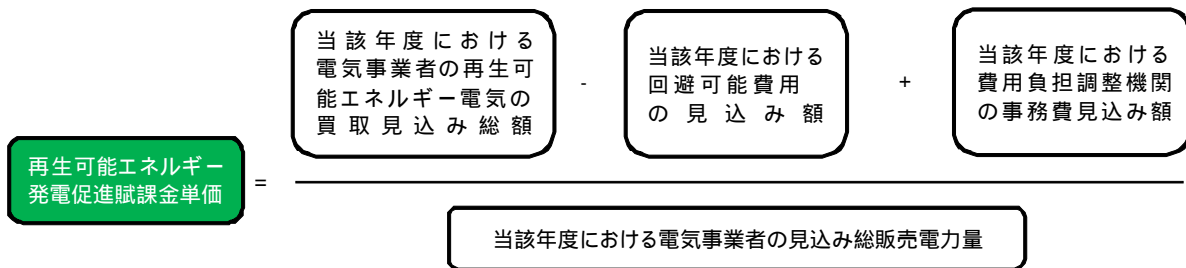 当該年度における
電気事業者の再生可
能エネルギー電気の
買取見込み総額
-
当該年度における
回避可能費用
の見込み額
+
当該年度における
費用負担調整機関
の事務費見込み額
再生可能エネルギー
発電促進賦課金単価
=
当該年度における電気事業者の見込み総販売電力量